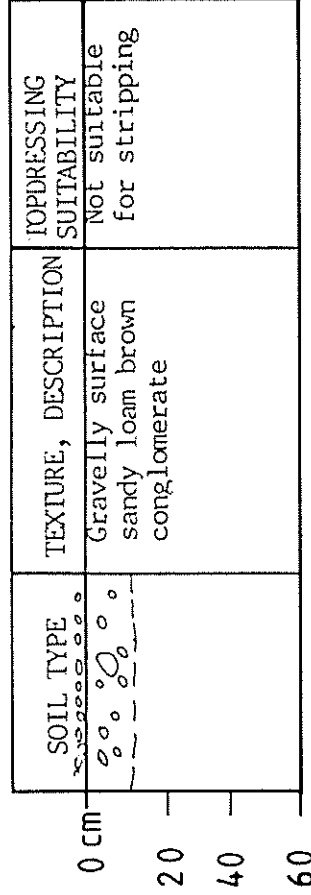 SOIL TYPE
TEXTURE, DESCRIPTION
TOPDRESSING
SUITABILITY
0 cm
Gravelly surface
sandy loam brown
conglomerate
Not suitable
for stripping
20
40
60